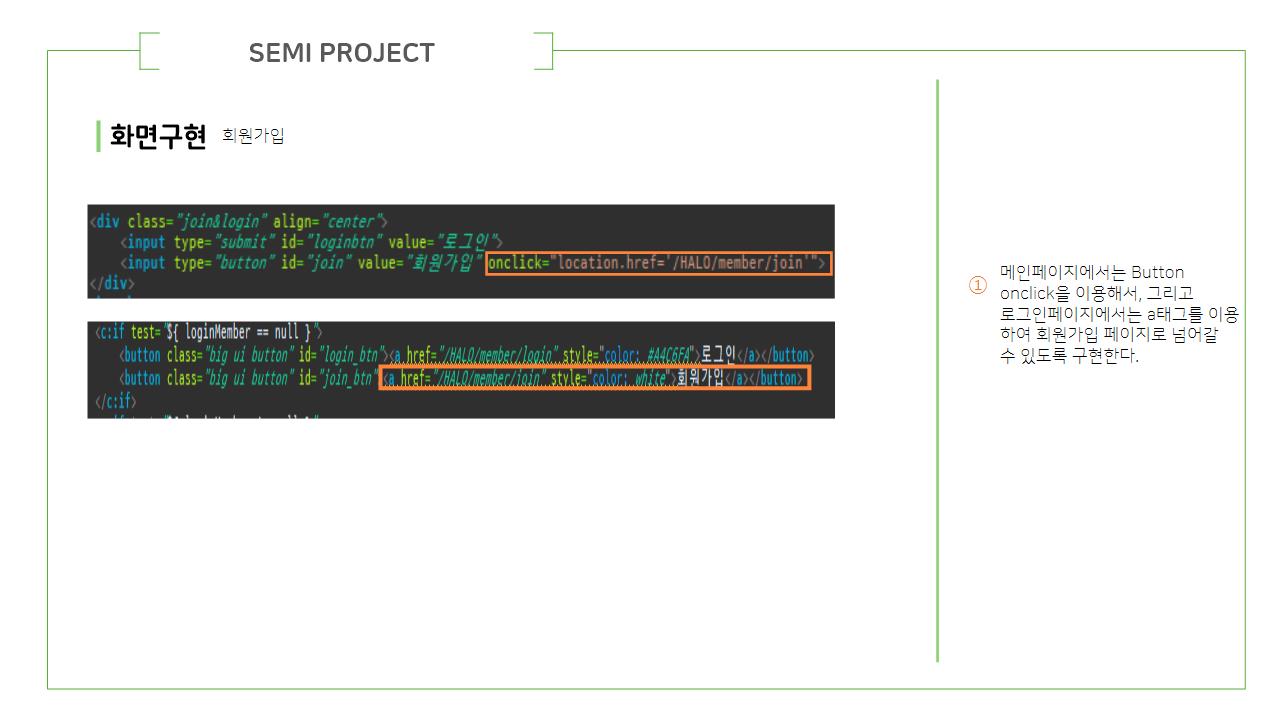 SEMI PROJECT
화면구현 회원가입
<div class="join&login" align="center">
<input type="submit" id="loginbtn" value="로그인">
<input type="button" id="join" value="회원가입" onclick="location.href='/HALO/member/join'">
</div>
<c:if test="${ loginMember == null }">
<button class="big ui button" id="login_btn"><a href="/HALO/member/login" style="color: #A4C6FA">로그인</a></button>
<button class="big ui button" id="join_btn"><a href="/HALO/member/join" style="color: white">회원가입</a></button>
</c:if>
① 메인페이지에서는 Button
onclick을 이용해서, 그리고
로그인페이지에서는 a태그를 이용
하여 회원가입 페이지로 넘어갈
수 있도록 구현한다.